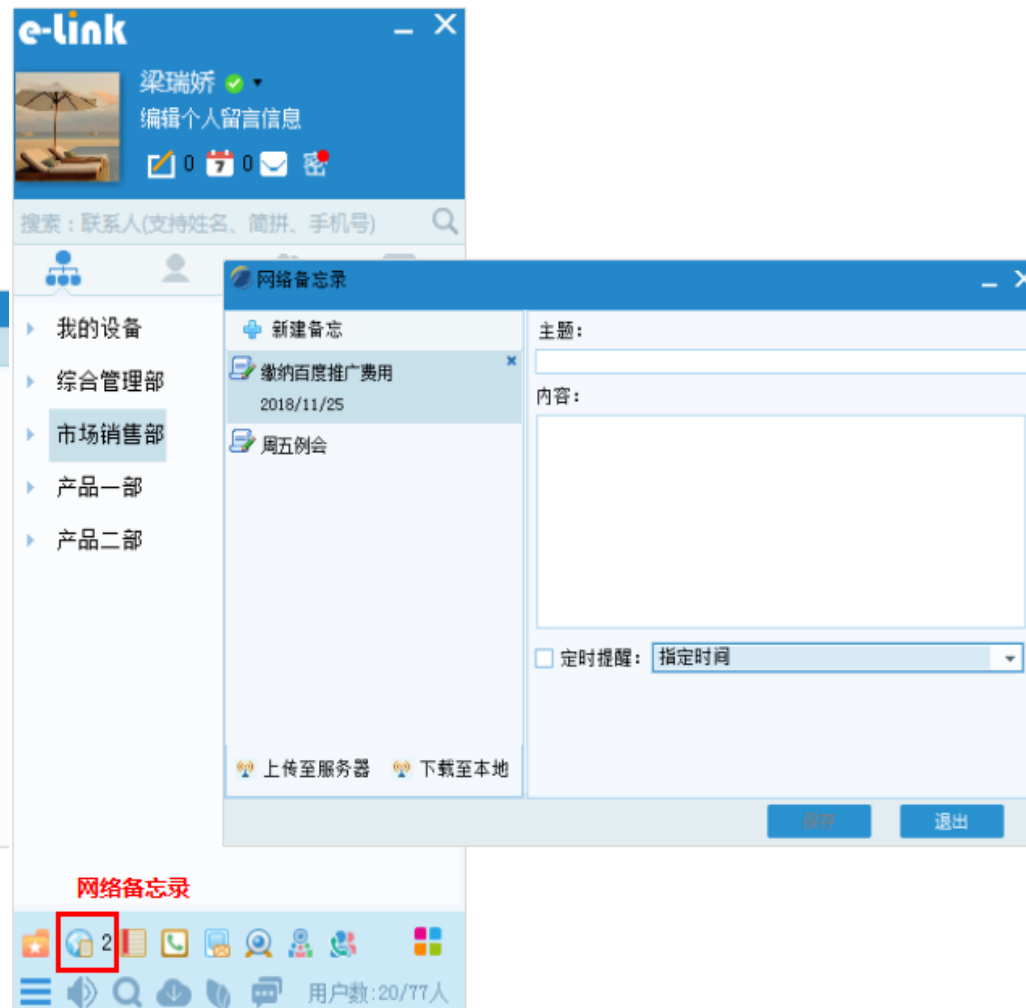 e-Link
梁瑞娇
编辑个人留言信息
0 7 0 密
搜索：联系人(支持姓名、简拼、手机号)
我的设备
综合管理部
市场销售部
产品一部
产品二部
网络备忘录
新建备忘
缴纳百度推广费用
2018/11/25
周五例会
上传至服务器 下载至本地
主题：
内容：
定时提醒： 指定时间
保存 退出
网络备忘录
2
用户数:20/77人